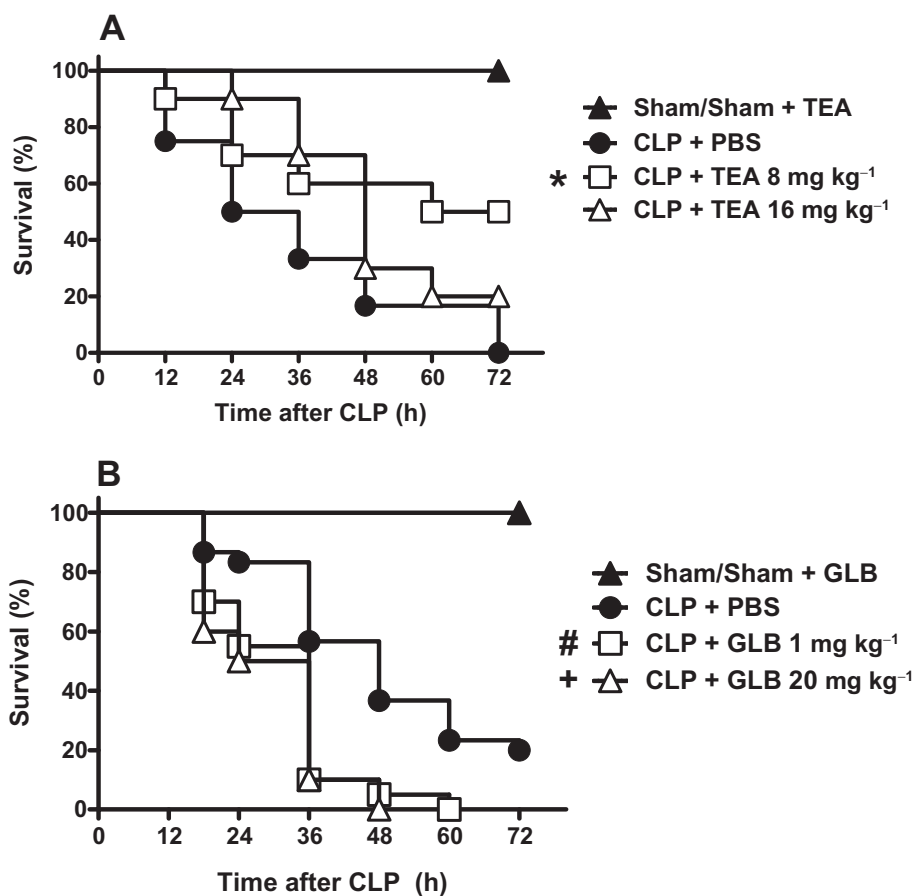 A
100
80
60
40
20
0
Survival (%)
0 12 24 36 48 60 72
Time after CLP (h)
Sham/Sham + TEA
CLP + PBS
* CLP + TEA 8 mg kg⁻¹
CLP + TEA 16 mg kg⁻¹
B
100
80
60
40
20
0
Survival (%)
0 12 24 36 48 60 72
Time after CLP (h)
Sham/Sham + GLB
CLP + PBS
# CLP + GLB 1 mg kg⁻¹
+ CLP + GLB 20 mg kg⁻¹